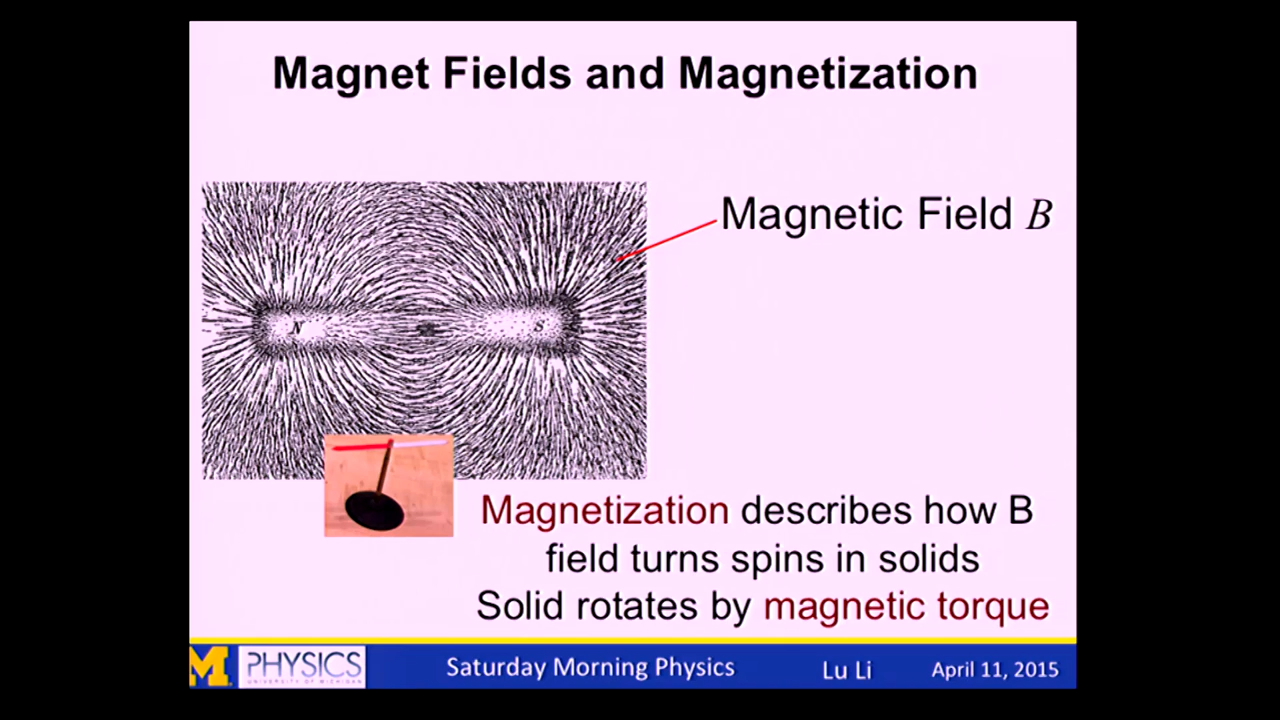 Magnet Fields and Magnetization
Magnetic Field B
N
S
Magnetization describes how B
field turns spins in solids
Solid rotates by magnetic torque
M PHYSICS
UNIVERSITY OF MICHIGAN
Saturday Morning Physics
Lu Li
April 11, 2015